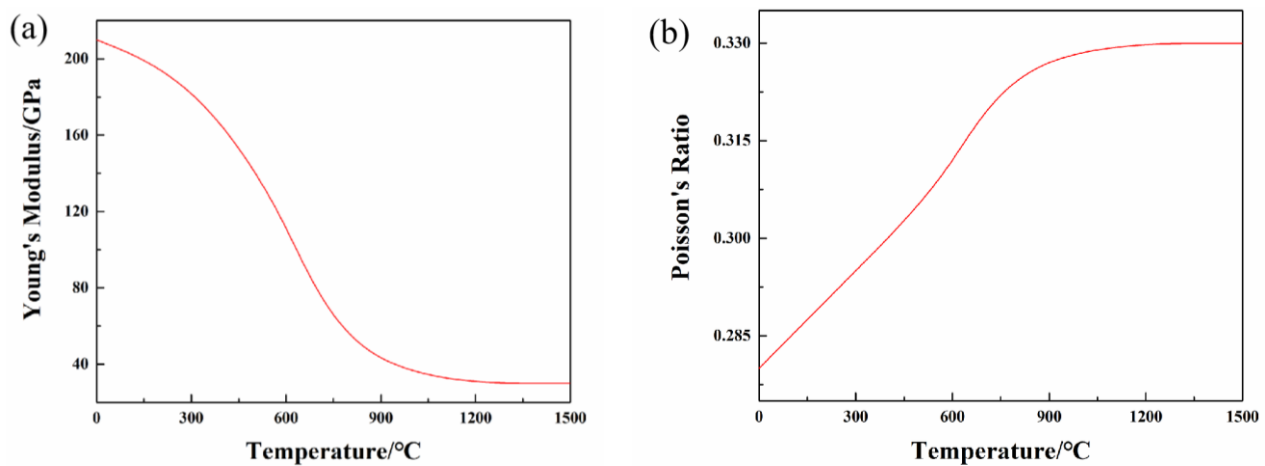 (a)
Young's Modulus/GPa
200
160
120
80
40
0 300 600 900 1200 1500
Temperature/°C
(b)
Poisson's Ratio
0.330
0.315
0.300
0.285
0 300 600 900 1200 1500
Temperature/°C